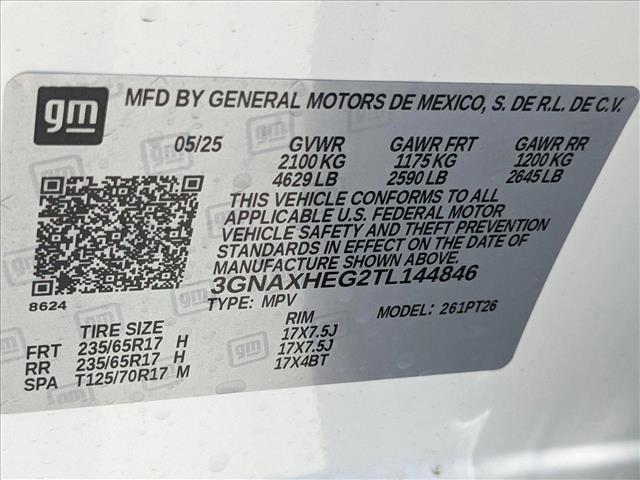 gm
MFD BY GENERAL MOTORS DE MEXICO, S. DE R.L. DE C.V.
05/25 GVWR GAWR FRT GAWR RR
2100 KG 1175 KG 1200 KG
4629 LB 2590 LB 2645 LB
THIS VEHICLE CONFORMS TO ALL
APPLICABLE U.S. FEDERAL MOTOR
VEHICLE SAFETY AND THEFT PREVENTION
STANDARDS IN EFFECT ON THE DATE OF
MANUFACTURE SHOWN ABOVE.
8624
3GNAXHEG2TL144846
TYPE: MPV MODEL: 261PT26
TIRE SIZE RIM
FRT 235/65R17 H 17X7.5J
RR 235/65R17 H 17X7.5J
SPA T125/70R17 M 17X4BT